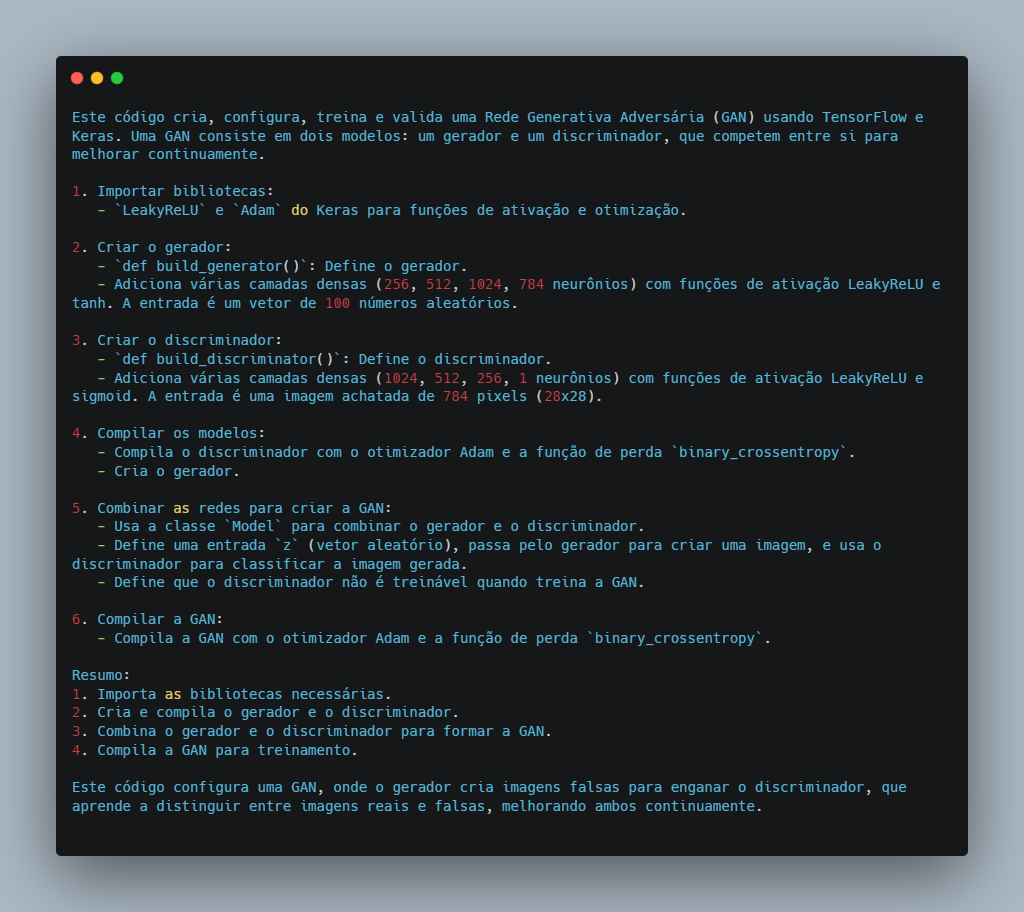 Este código cria, configura, treina e valida uma Rede Generativa Adversária (GAN) usando TensorFlow e
Keras. Uma GAN consiste em dois modelos: um gerador e um discriminador, que competem entre si para
melhorar continuamente.

1. Importar bibliotecas:
   - `LeakyReLU` e `Adam` do Keras para funções de ativação e otimização.

2. Criar o gerador:
   - `def build_generator()`: Define o gerador.
   - Adiciona várias camadas densas (256, 512, 1024, 784 neurônios) com funções de ativação LeakyReLU e
tanh. A entrada é um vetor de 100 números aleatórios.

3. Criar o discriminador:
   - `def build_discriminator()`: Define o discriminador.
   - Adiciona várias camadas densas (1024, 512, 256, 1 neurônios) com funções de ativação LeakyReLU e
sigmoid. A entrada é uma imagem achatada de 784 pixels (28x28).

4. Compilar os modelos:
   - Compila o discriminador com o otimizador Adam e a função de perda `binary_crossentropy`.
   - Cria o gerador.

5. Combinar as redes para criar a GAN:
   - Usa a classe `Model` para combinar o gerador e o discriminador.
   - Define uma entrada `z` (vetor aleatório), passa pelo gerador para criar uma imagem, e usa o
discriminador para classificar a imagem gerada.
   - Define que o discriminador não é treinável quando treina a GAN.

6. Compilar a GAN:
   - Compila a GAN com o otimizador Adam e a função de perda `binary_crossentropy`.

Resumo:
1. Importa as bibliotecas necessárias.
2. Cria e compila o gerador e o discriminador.
3. Combina o gerador e o discriminador para formar a GAN.
4. Compila a GAN para treinamento.

Este código configura uma GAN, onde o gerador cria imagens falsas para enganar o discriminador, que
aprende a distinguir entre imagens reais e falsas, melhorando ambos continuamente.